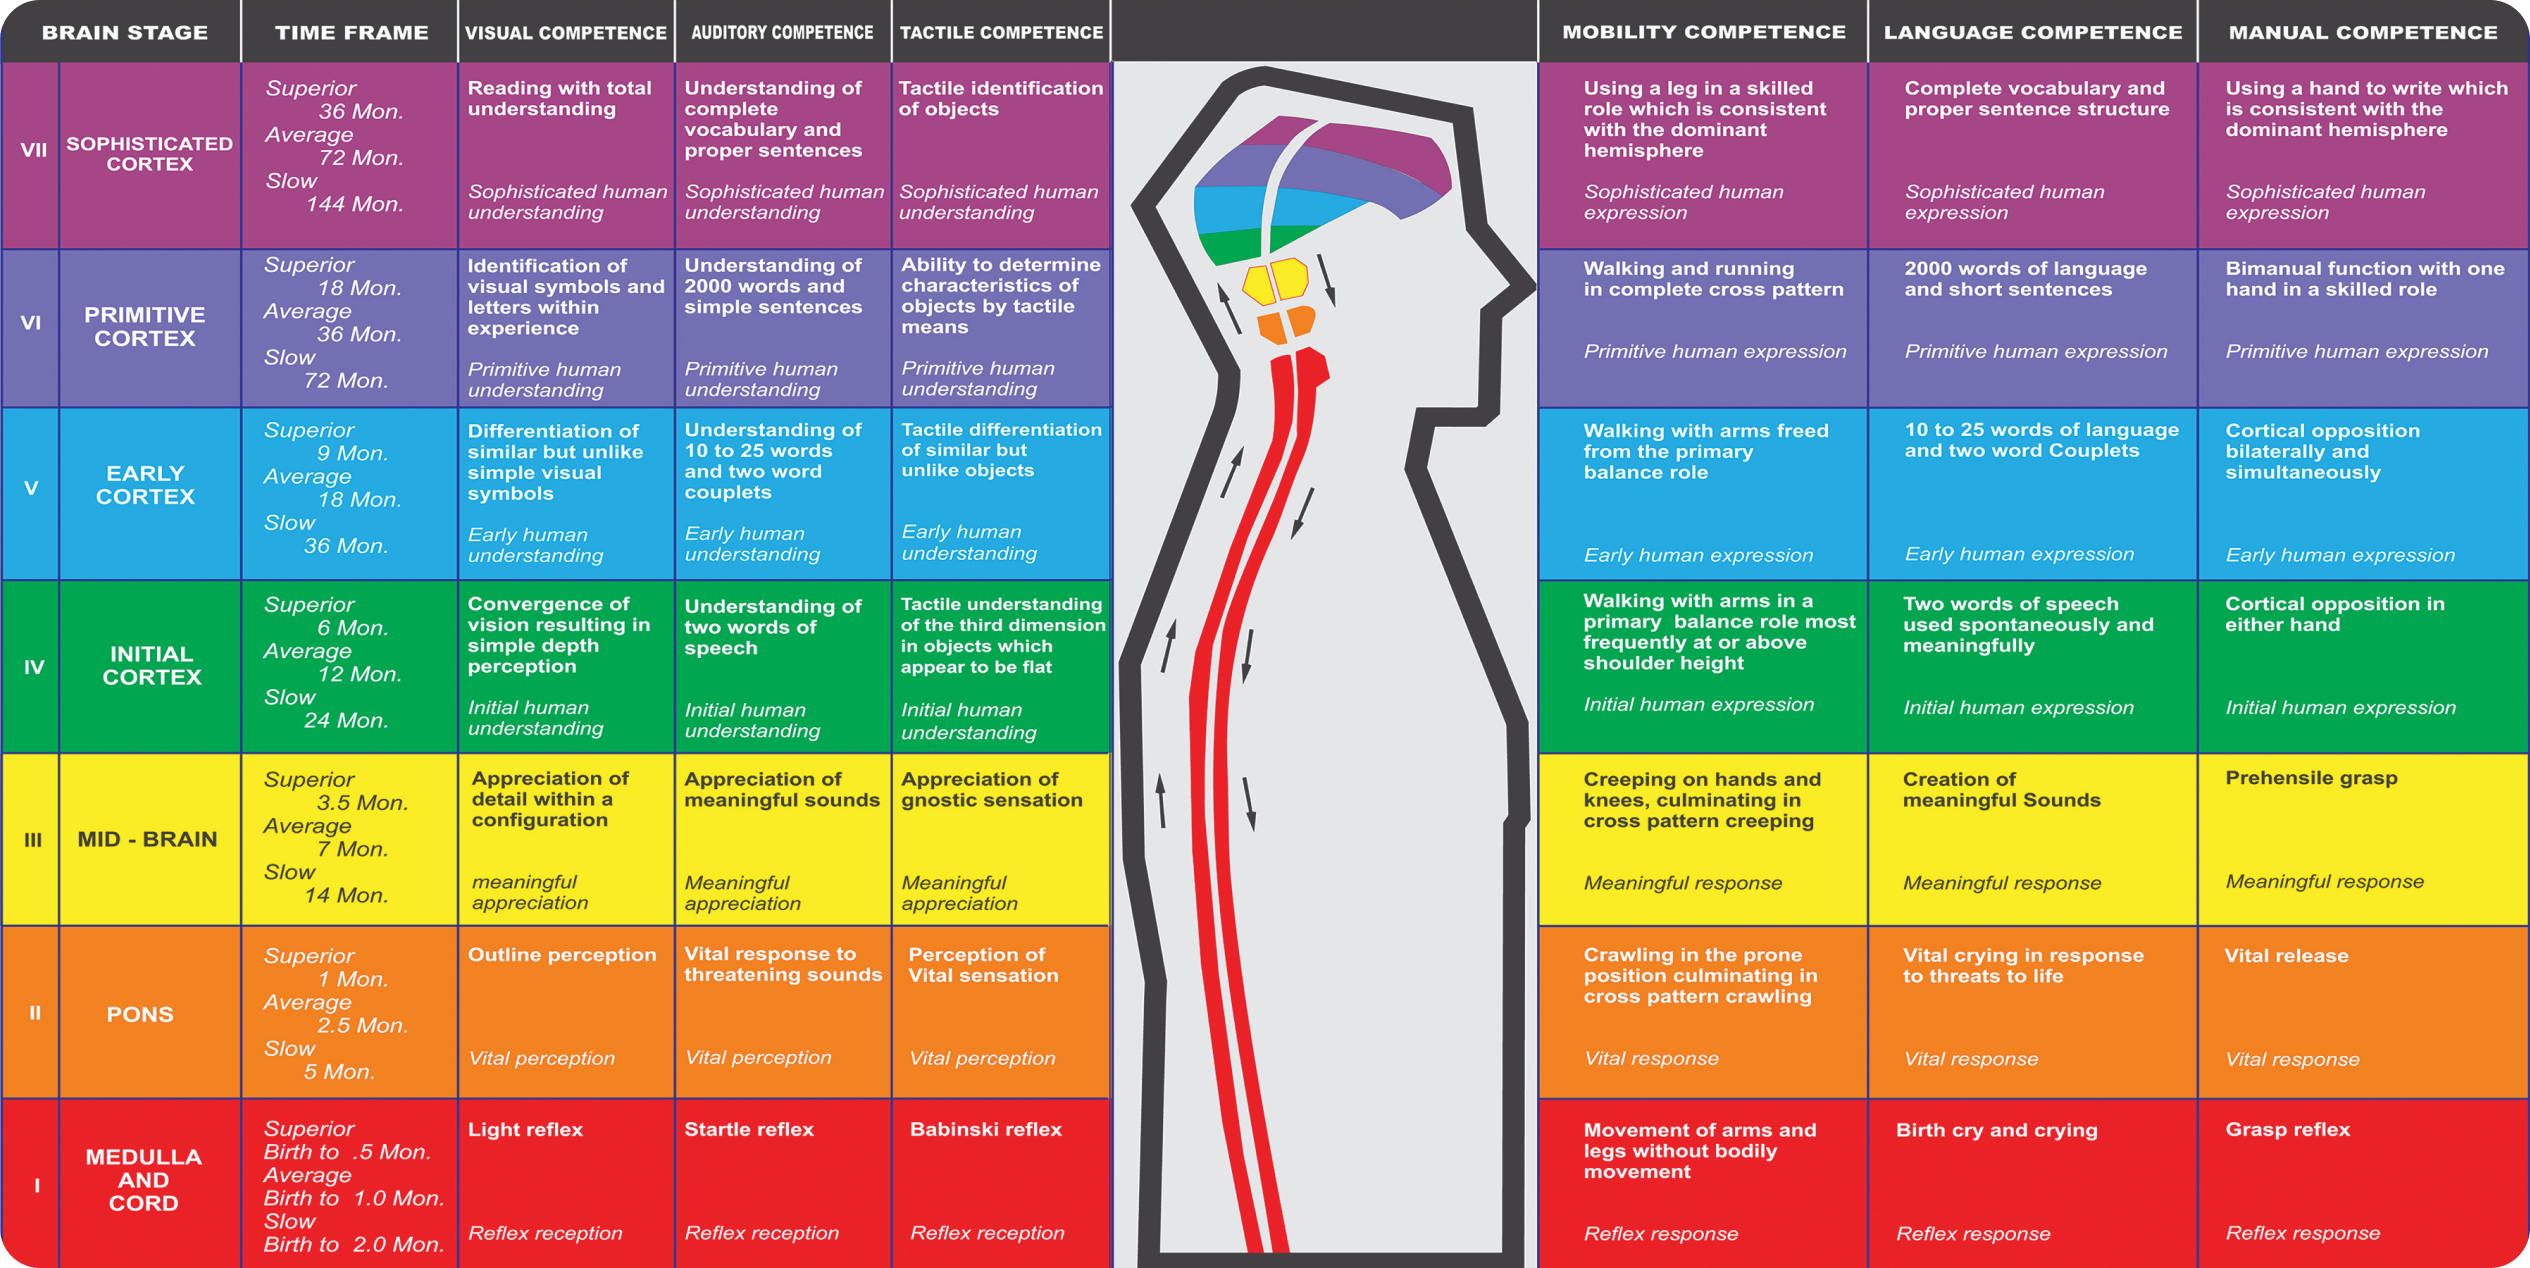 BRAIN STAGE
TIME FRAME
VISUAL COMPETENCE
AUDITORY COMPETENCE
TACTILE COMPETENCE
MOBILITY COMPETENCE
LANGUAGE COMPETENCE
MANUAL COMPETENCE
VII
SOPHISTICATED
CORTEX
Superior
36 Mon.
Average
72 Mon.
Slow
144 Mon.
Reading with total
understanding
Sophisticated human
understanding
Understanding of
complete
vocabulary and
proper sentences
Sophisticated human
understanding
Tactile identification
of objects
Sophisticated human
understanding
Using a leg in a skilled
role which is consistent
with the dominant
hemisphere
Sophisticated human
expression
Complete vocabulary and
proper sentence structure
Sophisticated human
expression
Using a hand to write which
is consistent with the
dominant hemisphere
Sophisticated human
expression
VI
PRIMITIVE
CORTEX
Superior
18 Mon.
Average
36 Mon.
Slow
72 Mon.
Identification of
visual symbols and
letters within
experience
Primitive human
understanding
Understanding of
2000 words and
simple sentences
Primitive human
understanding
Ability to determine
characteristics of
objects by tactile
means
Primitive human
understanding
Walking and running
in complete cross pattern
Primitive human expression
2000 words of language
and short sentences
Primitive human expression
Bimanual function with one
hand in a skilled role
Primitive human expression
V
EARLY
CORTEX
Superior
9 Mon.
Average
18 Mon.
Slow
36 Mon.
Differentiation of
similar but unlike
simple visual
symbols
Early human
understanding
Understanding of
10 to 25 words
and two word
couplets
Early human
understanding
Tactile differentiation
of similar but
unlike objects
Early human
understanding
Walking with arms freed
from the primary
balance role
Early human expression
10 to 25 words of language
and two word Couplets
Early human expression
Cortical opposition
bilaterally and
simultaneously
Early human expression
IV
INITIAL
CORTEX
Superior
6 Mon.
Average
12 Mon.
Slow
24 Mon.
Convergence of
vision resulting in
simple depth
perception
Initial human
understanding
Understanding of
two words of
speech
Initial human
understanding
Tactile understanding
of the third dimension
in objects which
appear to be flat
Initial human
understanding
Walking with arms in a
primary balance role most
frequently at or above
shoulder height
Initial human expression
Two words of speech
used spontaneously and
meaningfully
Initial human expression
Cortical opposition in
either hand
Initial human expression
III
MID - BRAIN
Superior
3.5 Mon.
Average
7 Mon.
Slow
14 Mon.
Appreciation of
detail within a
configuration
meaningful
appreciation
Appreciation of
meaningful sounds
Meaningful
appreciation
Appreciation of
gnostic sensation
Meaningful
appreciation
Creeping on hands and
knees, culminating in
cross pattern creeping
Meaningful response
Creation of
meaningful Sounds
Meaningful response
Prehensile grasp
Meaningful response
II
PONS
Superior
1 Mon.
Average
2.5 Mon.
Slow
5 Mon.
Outline perception
Vital perception
Vital response to
threatening sounds
Vital perception
Perception of
Vital sensation
Vital perception
Crawling in the prone
position culminating in
cross pattern crawling
Vital response
Vital crying in response
to threats to life
Vital response
Vital release
Vital response
I
MEDULLA
AND
CORD
Superior
Birth to .5 Mon.
Average
Birth to 1.0 Mon.
Slow
Birth to 2.0 Mon.
Light reflex
Reflex reception
Startle reflex
Reflex reception
Babinski reflex
Reflex reception
Movement of arms and
legs without bodily
movement
Reflex response
Birth cry and crying
Reflex response
Grasp reflex
Reflex response